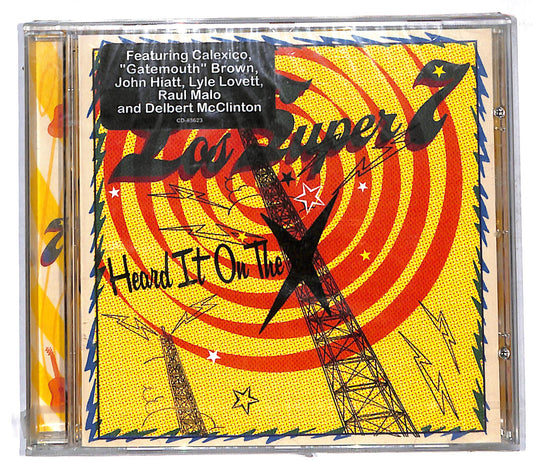 Featuring Calexico,
"Gatemouth" Brown,
John Hiatt, Lyle Lovett,
Raul Malo
and Delbert McClinton
CD-83623
Los Super 7
Heard It On The X
7